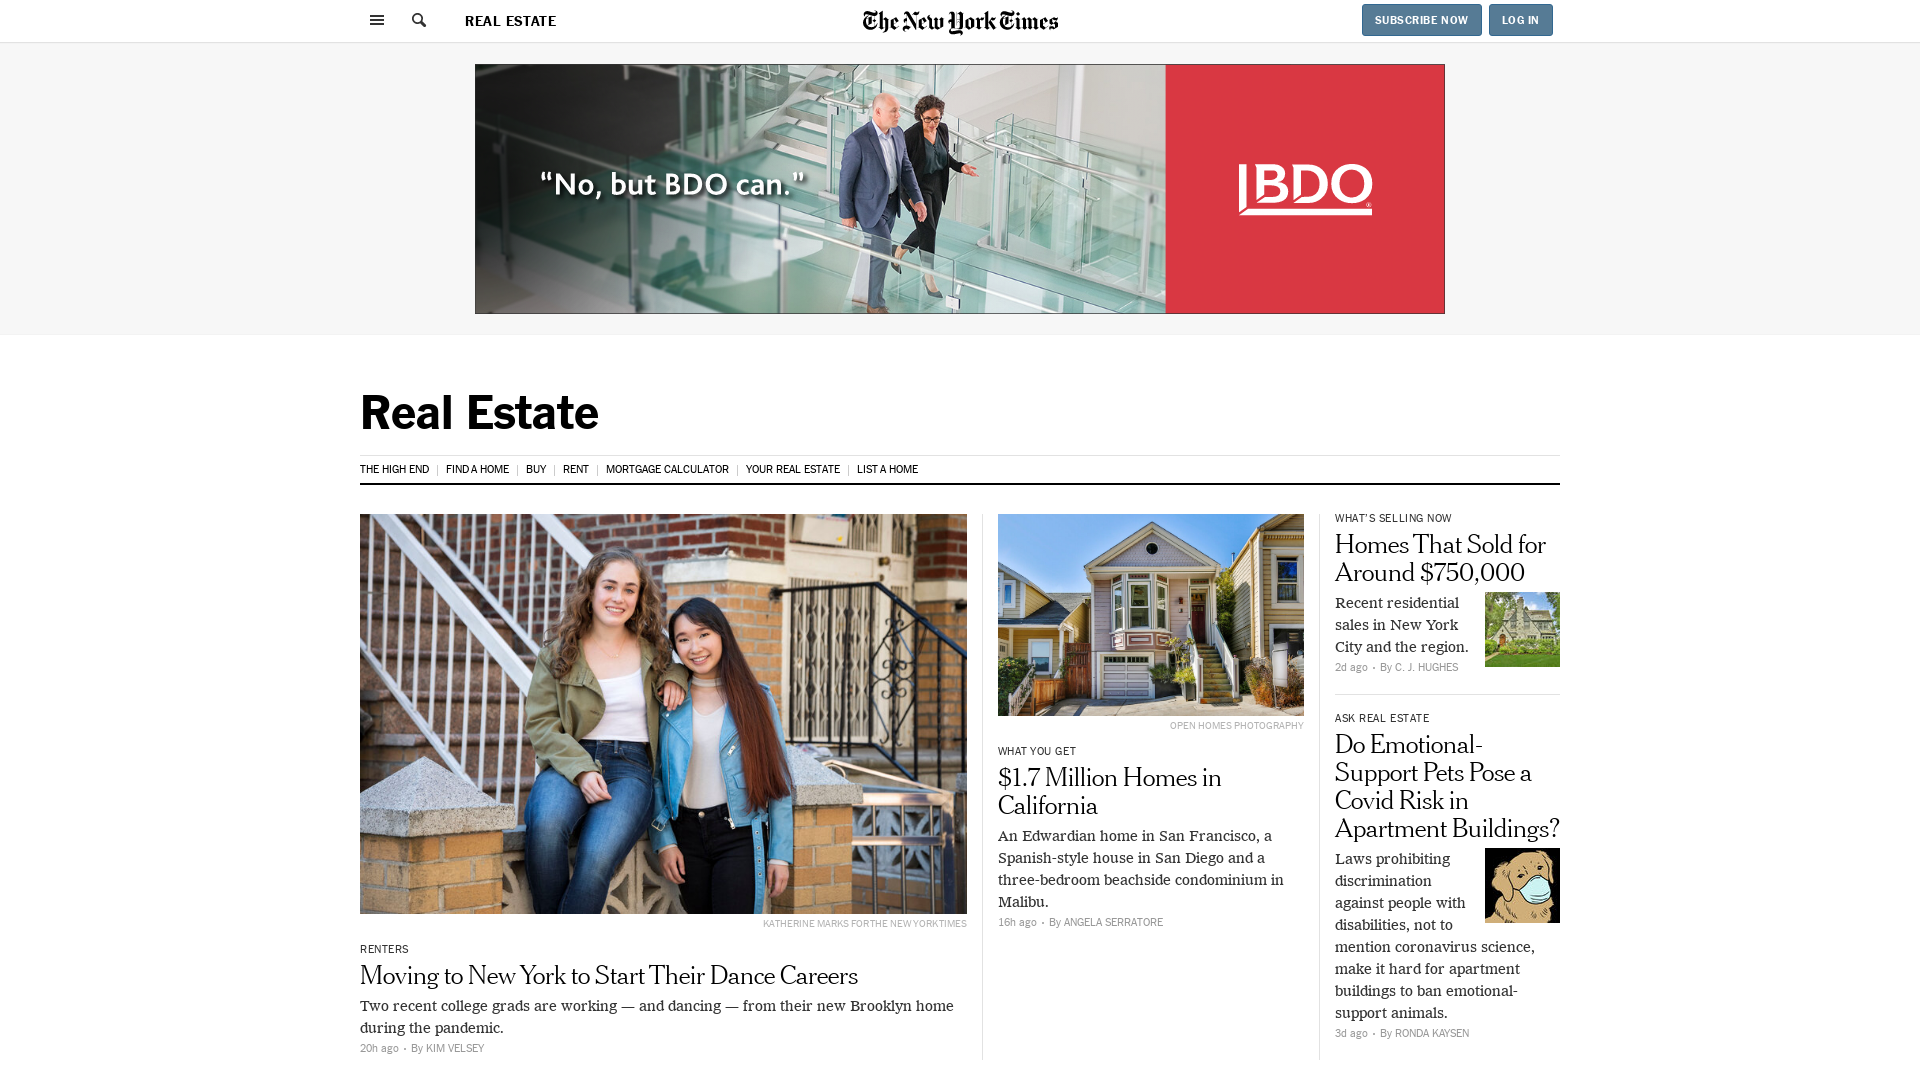 REAL ESTATE
The New York Times
SUBSCRIBE NOW
LOG IN
“No, but BDO can.”
BDO
Real Estate
THE HIGH END
FIND A HOME
BUY
RENT
MORTGAGE CALCULATOR
YOUR REAL ESTATE
LIST A HOME
KATHERINE MARKS FOR THE NEW YORK TIMES
RENTERS
Moving to New York to Start Their Dance Careers
Two recent college grads are working — and dancing — from their new Brooklyn home
during the pandemic.
20h ago • By KIM VELSEY
OPEN HOMES PHOTOGRAPHY
WHAT YOU GET
$1.7 Million Homes in
California
An Edwardian home in San Francisco, a
Spanish-style house in San Diego and a
three-bedroom beachside condominium in
Malibu.
16h ago • By ANGELA SERRATORE
WHAT'S SELLING NOW
Homes That Sold for
Around $750,000
Recent residential
sales in New York
City and the region.
2d ago • By C. J. HUGHES
ASK REAL ESTATE
Do Emotional-
Support Pets Pose a
Covid Risk in
Apartment Buildings?
Laws prohibiting
discrimination
against people with
disabilities, not to
mention coronavirus science,
make it hard for apartment
buildings to ban emotional-
support animals.
3d ago • By RONDA KAYSEN